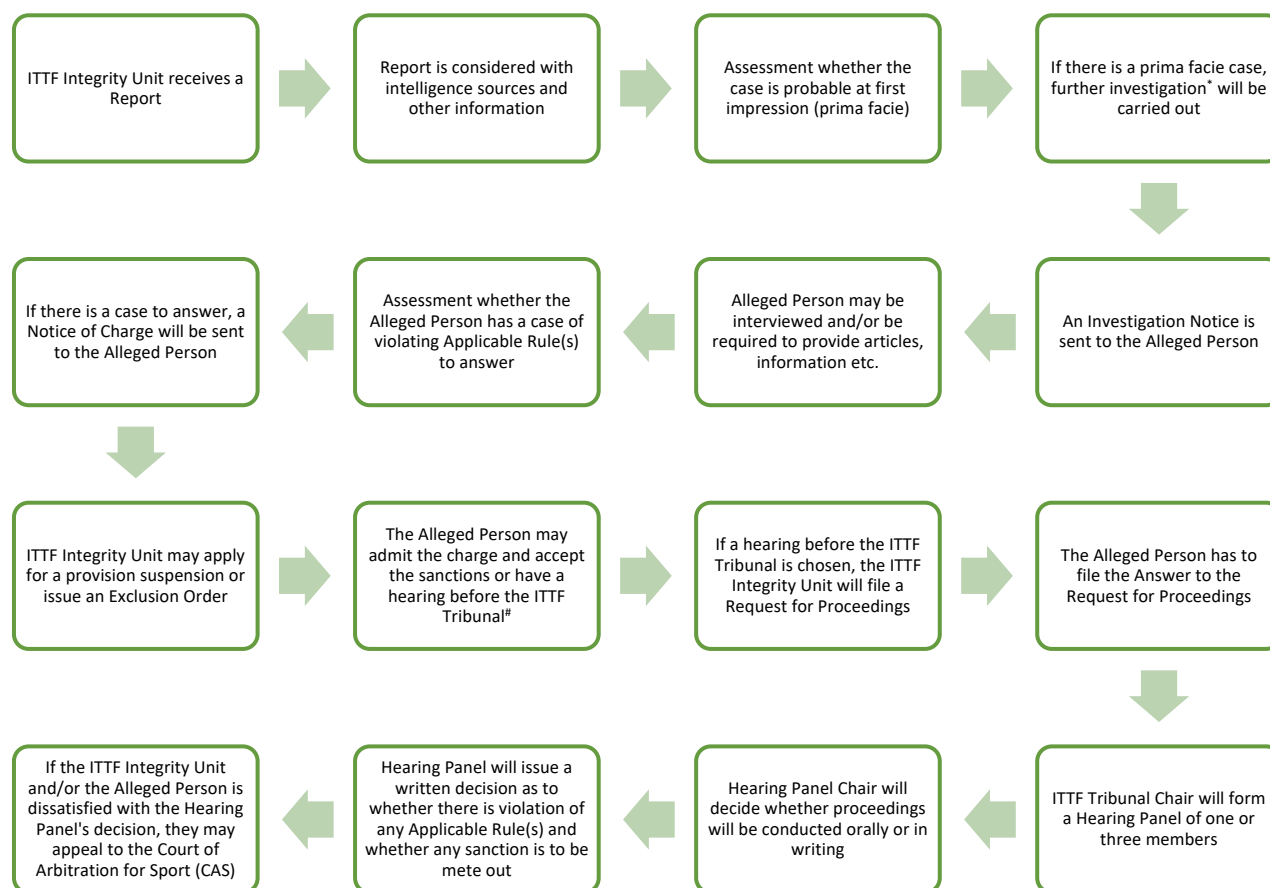 ITTF Integrity Unit receives a
Report
Report is considered with
intelligence sources and
other information
Assessment whether the
case is probable at first
impression (prima facie)
If there is a prima facie case,
further investigation* will be
carried out
An Investigation Notice is
sent to the Alleged Person
Alleged Person may be
interviewed and/or be
required to provide articles,
information etc.
Assessment whether the
Alleged Person has a case of
violating Applicable Rule(s)
to answer
If there is a case to answer, a
Notice of Charge will be sent
to the Alleged Person
ITTF Integrity Unit may apply
for a provision suspension or
issue an Exclusion Order
The Alleged Person may
admit the charge and accept
the sanctions or have a
hearing before the ITTF
Tribunal#
If a hearing before the ITTF
Tribunal is chosen, the ITTF
Integrity Unit will file a
Request for Proceedings
The Alleged Person has to
file the Answer to the
Request for Proceedings
ITTF Tribunal Chair will form
a Hearing Panel of one or
three members
Hearing Panel Chair will
decide whether proceedings
will be conducted orally or in
writing
Hearing Panel will issue a
written decision as to
whether there is violation of
any Applicable Rule(s) and
whether any sanction is to be
mete out
If the ITTF Integrity Unit
and/or the Alleged Person is
dissatisfied with the Hearing
Panel's decision, they may
appeal to the Court of
Arbitration for Sport (CAS)